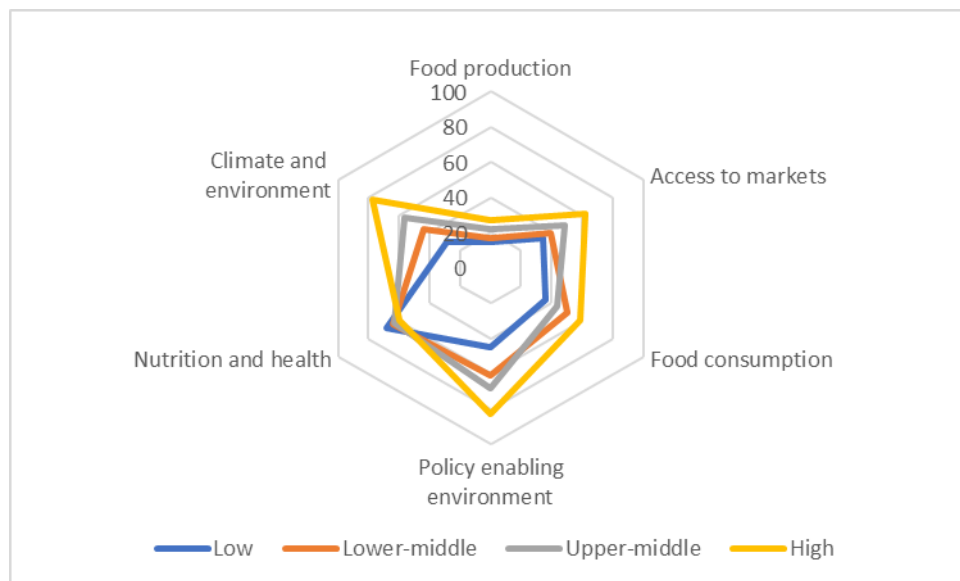 Food production
100
80
60
40
20
0
Climate and
environment
Access to markets
Nutrition and health
Food consumption
Policy enabling
environment
Low Lower-middle Upper-middle High